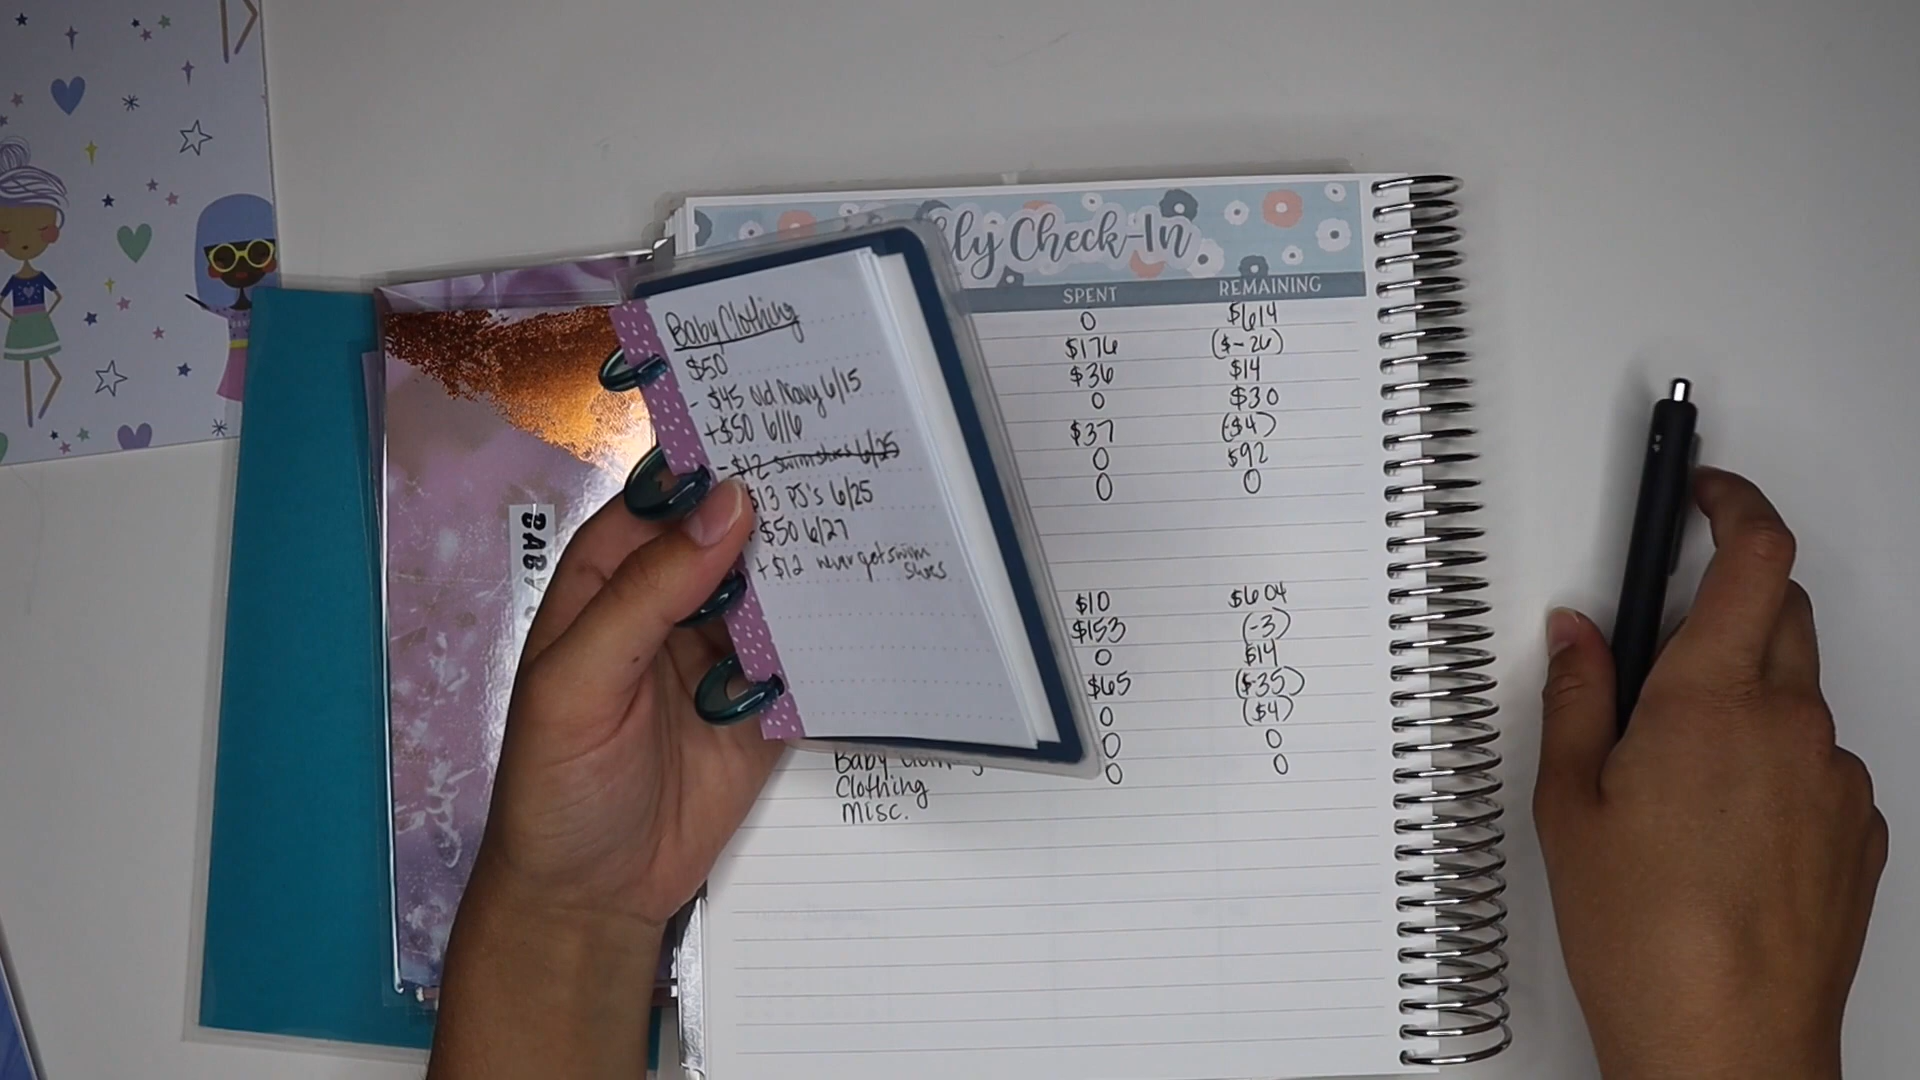 ly Check-In
SPENT REMAINING
0 $614
$176 ($-26)
$36 $14
0 $30
$37 ($4)
0 $92
0 0
$10 $604
$153 (-3)
0 $14
$65 ($-35)
0 ($4)
0 0
Baby
0 0
Clothing
Misc.
Baby Clothing
$50
- $45 Old Navy 6/15
+$50 6/16
-$12 swim shoes 6/25
$13 PJ's 6/25
$50 6/27
+ $12 never got swim
shoes
BABY